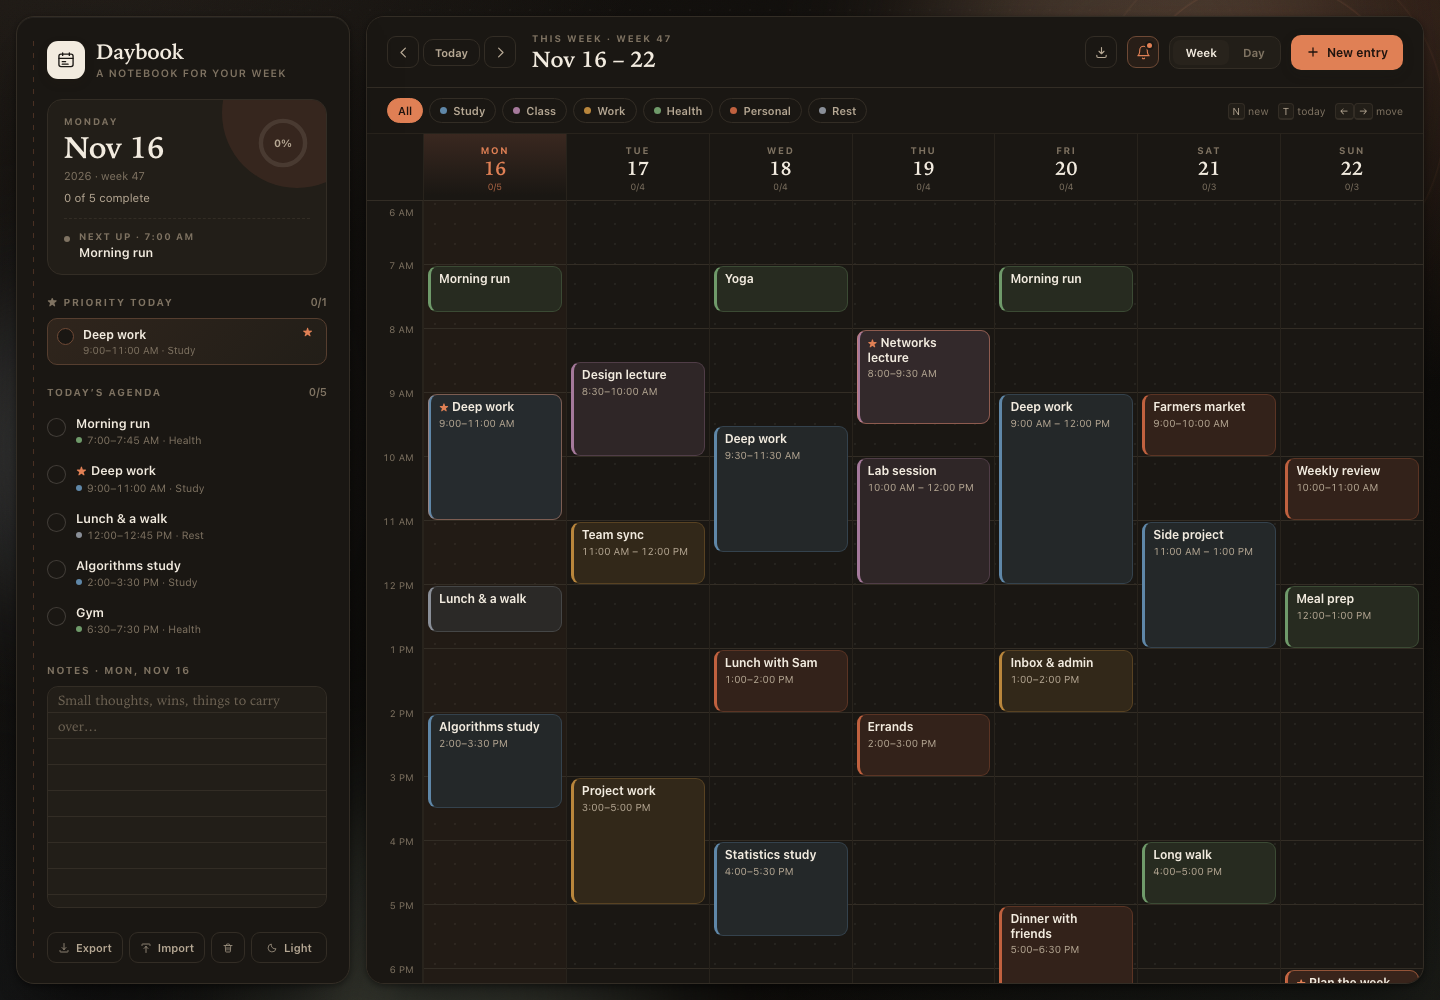 Daybook
A NOTEBOOK FOR YOUR WEEK
MONDAY
Nov 16
0%
2026 · week 47
0 of 5 complete
NEXT UP · 7:00 AM
Morning run
PRIORITY TODAY 0/1
Deep work
9:00–11:00 AM · Study
TODAY'S AGENDA 0/5
Morning run
7:00–7:45 AM · Health
Deep work
9:00–11:00 AM · Study
Lunch & a walk
12:00–12:45 PM · Rest
Algorithms study
2:00–3:30 PM · Study
Gym
6:30–7:30 PM · Health
NOTES · MON, NOV 16
Small thoughts, wins, things to carry
over…
Export Import Light
Today
THIS WEEK · WEEK 47
Nov 16 – 22
Week Day
New entry
All Study Class Work Health Personal Rest
N new T today ← → move
MON TUE WED THU FRI SAT SUN
16 17 18 19 20 21 22
0/5 0/4 0/4 0/4 0/4 0/3 0/3
6 AM
7 AM
Morning run Yoga Morning run
8 AM
Networks
lecture
8:00–9:30 AM
Design lecture
8:30–10:00 AM
9 AM
Deep work
9:00–11:00 AM
Deep work
9:00 AM – 12:00 PM
Farmers market
9:00–10:00 AM
Deep work
9:30–11:30 AM
10 AM
Lab session
10:00 AM – 12:00 PM
Weekly review
10:00–11:00 AM
11 AM
Team sync
11:00 AM – 12:00 PM
Side project
11:00 AM – 1:00 PM
12 PM
Lunch & a walk
Meal prep
12:00–1:00 PM
1 PM
Lunch with Sam
1:00–2:00 PM
Inbox & admin
1:00–2:00 PM
2 PM
Algorithms study
2:00–3:30 PM
Errands
2:00–3:00 PM
3 PM
Project work
3:00–5:00 PM
4 PM
Statistics study
4:00–5:30 PM
Long walk
4:00–5:00 PM
5 PM
Dinner with
friends
5:00–6:30 PM
6 PM
Plan the week